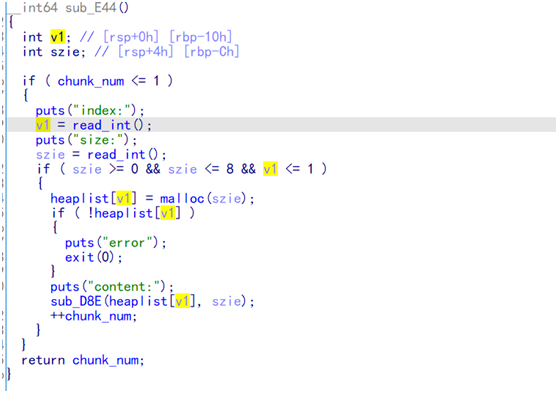 __int64 sub_E44()
{
int v1; // [rsp+0h] [rbp-10h]
int szie; // [rsp+4h] [rbp-Ch]
if ( chunk_num <= 1 )
{
puts("index:");
v1 = read_int();
puts("size:");
szie = read_int();
if ( szie >= 0 && szie <= 8 && v1 <= 1 )
{
heaplist[v1] = malloc(szie);
if ( !heaplist[v1] )
{
puts("error");
exit(0);
}
puts("content:");
sub_D8E(heaplist[v1], szie);
++chunk_num;
}
}
return chunk_num;
}